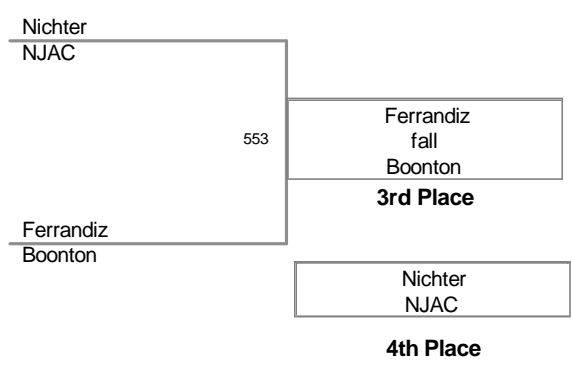 Nichter
NJAC
553
Ferrandiz
fall
Boonton
3rd Place
Ferrandiz
Boonton
Nichter
NJAC
4th Place